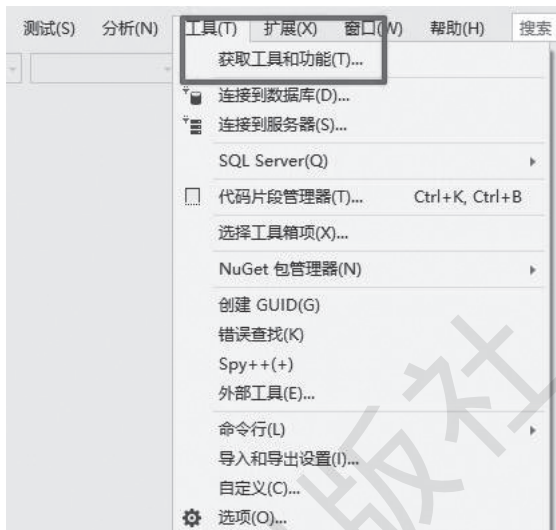 测试(S) 分析(N) 工具(T) 扩展(X) 窗口(W) 帮助(H) 搜索
获取工具和功能(T)...
连接到数据库(D)...
连接到服务器(S)...
SQL Server(Q)
代码片段管理器(T)... Ctrl+K, Ctrl+B
选择工具箱项(X)...
NuGet 包管理器(N)
创建 GUID(G)
错误查找(K)
Spy++(+)
外部工具(E)...
命令行(L)
导入和导出设置(I)...
自定义(C)...
选项(O)...
版社